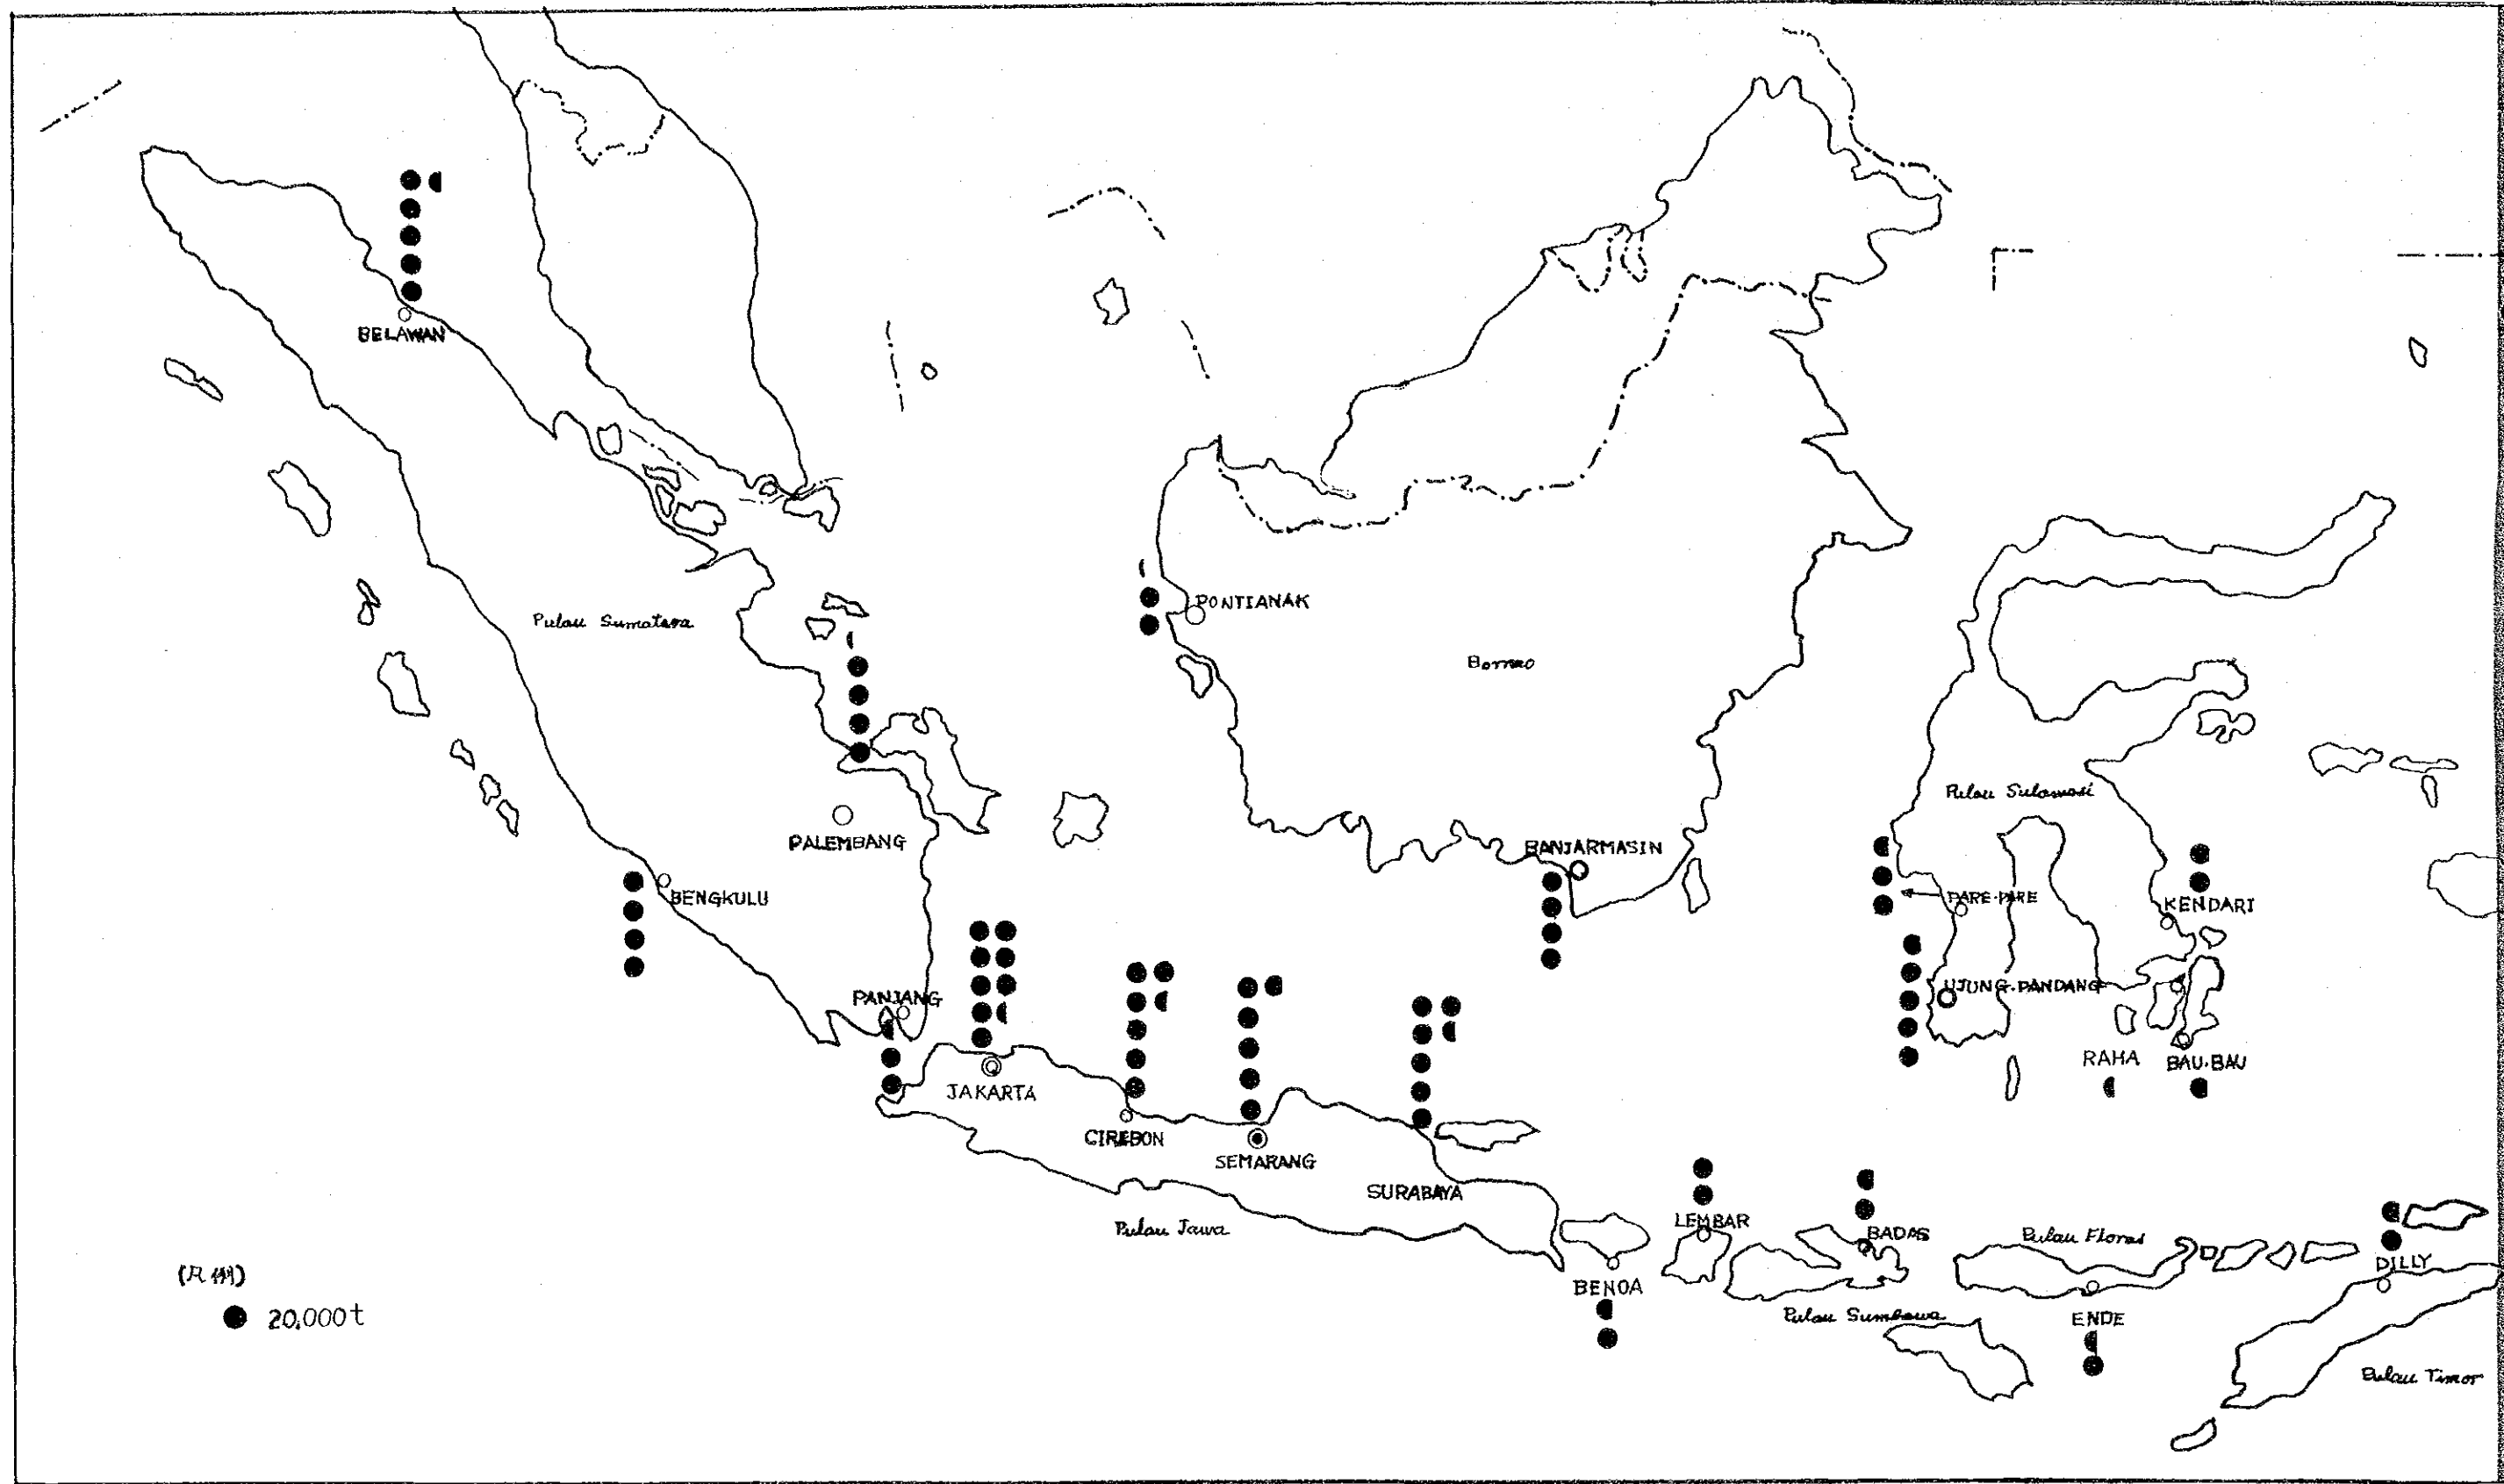 BELAWAN
PONTIANAK
Pulau Sumatera
Borneo
Pulau Sulawesi
PALEMBANG
BANJARMASIN
BENGKULU
PARE-PARE
KENDARI
PANJANG
UJUNG.PANDANG
JAKARTA
RAHA
BAU.BAU
CIREBON
SEMARANG
SURABAYA
Pulau Jawa
LEMBAR
BADAS
Pulau Flores
DILLY
BENOA
Pulau Sumbawa
ENDE
Pulau Timor
(凡例)
20,000t